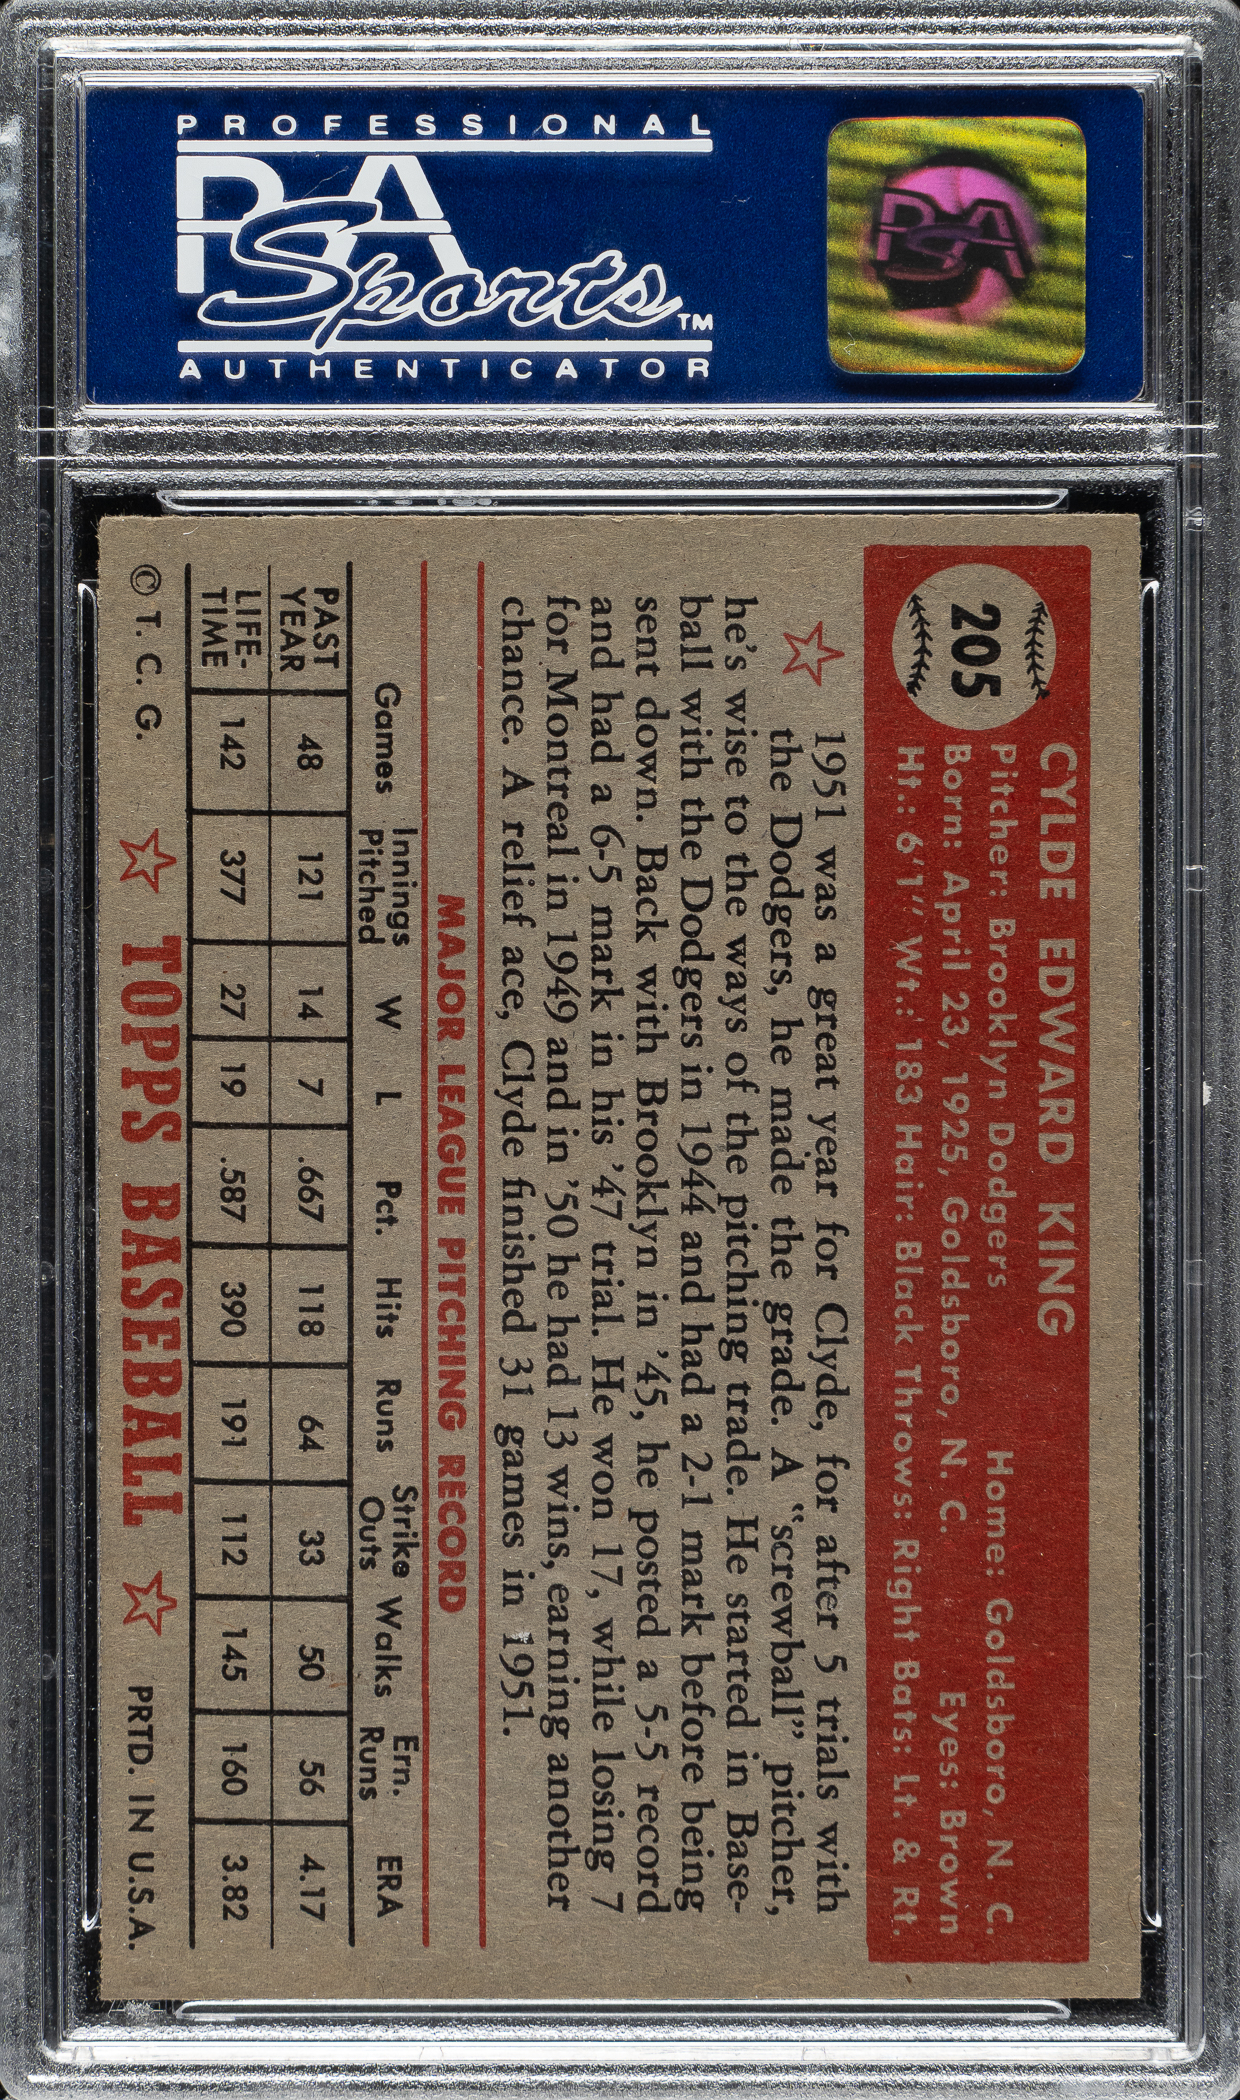 PROFESSIONAL
PSA
Sports™
AUTHENTICATOR
PSA
205
CYLDE EDWARD KING
Pitcher: Brooklyn Dodgers Home: Goldsboro, N. C.
Born: April 23, 1925, Goldsboro, N. C. Eyes: Brown
Ht.: 6'1" Wt.: 183 Hair: Black Throws: Right Bats: Lt. & Rt.
1951 was a great year for Clyde, for after 5 trials with
the Dodgers, he made the grade. A "screwball" pitcher,
he's wise to the ways of the pitching trade. He started in Base-
ball with the Dodgers in 1944 and had a 2-1 mark before being
sent down. Back with Brooklyn in '45, he posted a 5-5 record
and had a 6-5 mark in his '47 trial. He won 17, while losing 7
for Montreal in 1949 and in '50 he had 13 wins, earning another
chance. A relief ace, Clyde finished 31 games in 1951.
MAJOR LEAGUE PITCHING RECORD
Games Innings Pitched W L Pct. Hits Runs Strike Outs Walks Ern. Runs ERA
PAST YEAR 48 121 14 7 .667 118 64 33 50 56 4.17
LIFE-TIME 142 377 27 19 .587 390 191 112 145 160 3.82
© T. C. G. TOPPS BASEBALL PRTD. IN U.S.A.